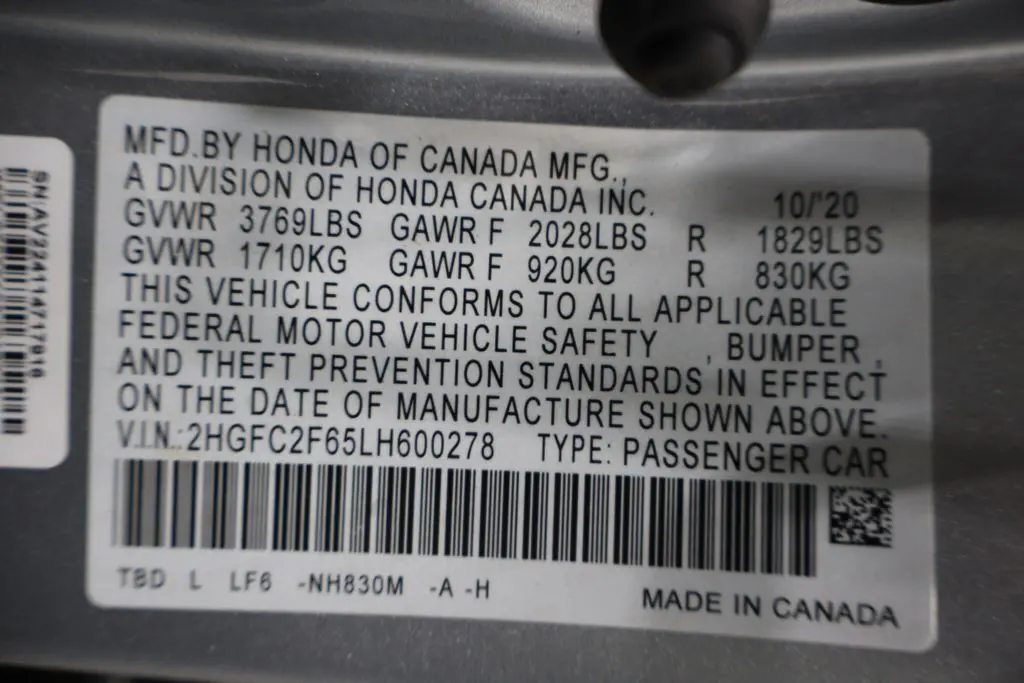 MFD.BY HONDA OF CANADA MFG.,
A DIVISION OF HONDA CANADA INC. 10/'20
GVWR 3769LBS GAWR F 2028LBS R 1829LBS
GVWR 1710KG GAWR F 920KG R 830KG
THIS VEHICLE CONFORMS TO ALL APPLICABLE
FEDERAL MOTOR VEHICLE SAFETY , BUMPER ,
AND THEFT PREVENTION STANDARDS IN EFFECT
ON THE DATE OF MANUFACTURE SHOWN ABOVE.
V.I.N.:2HGFC2F65LH600278 TYPE: PASSENGER CAR
TBD L LF6 -NH830M -A -H
MADE IN CANADA